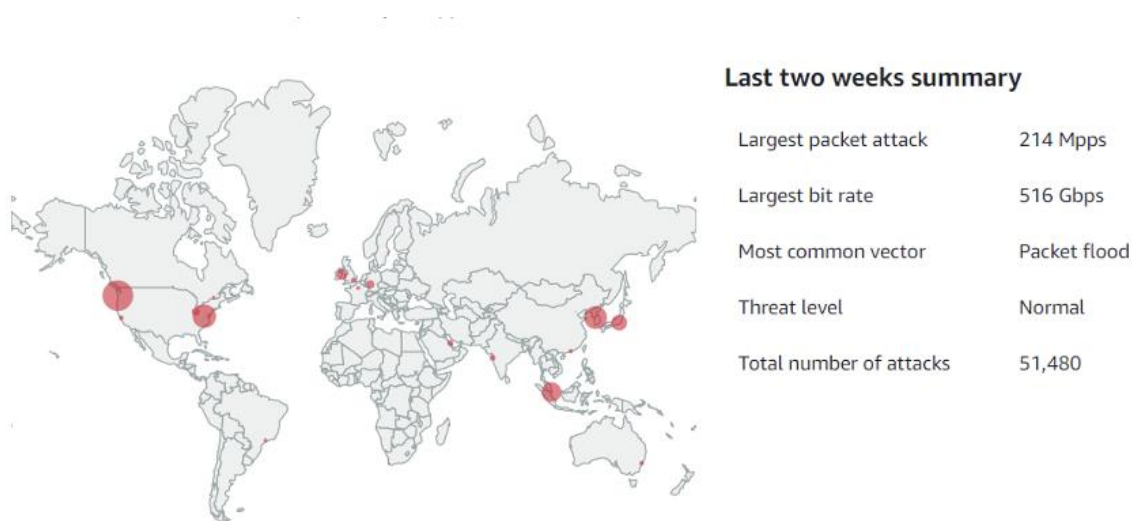 Last two weeks summary
Largest packet attack 214 Mpps
Largest bit rate 516 Gbps
Most common vector Packet flood
Threat level Normal
Total number of attacks 51,480